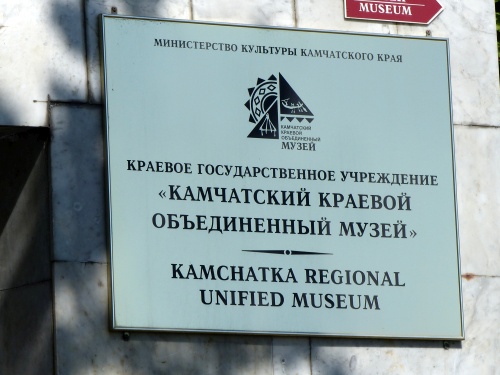 MUSEUM
МИНИСТЕРСТВО КУЛЬТУРЫ КАМЧАТСКОГО КРАЯ
КАМЧАТСКИЙ
КРАЕВОЙ
ОБЪЕДИНЕННЫЙ
МУЗЕЙ
КРАЕВОЕ ГОСУДАРСТВЕННОЕ УЧРЕЖДЕНИЕ
«КАМЧАТСКИЙ КРАЕВОЙ
ОБЪЕДИНЕННЫЙ МУЗЕЙ»
KAMCHATKA REGIONAL
UNIFIED MUSEUM